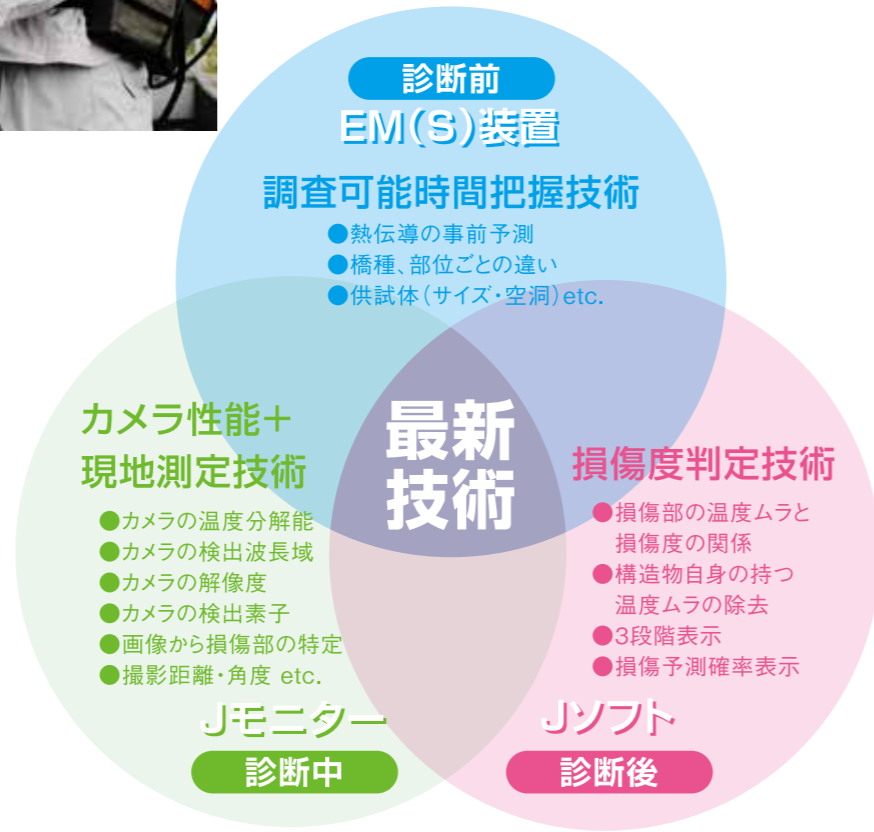 診断前
EM(S)装置
調査可能時間把握技術
●熱伝導の事前予測
●橋種、部位ごとの違い
●供試体(サイズ・空洞)etc.
最新
技術
カメラ性能＋
現地測定技術
●カメラの温度分解能
●カメラの検出波長域
●カメラの解像度
●カメラの検出素子
●画像から損傷部の特定
●撮影距離・角度 etc.
Jモニター
診断中
損傷度判定技術
●損傷部の温度ムラと
損傷度の関係
●構造物自身の持つ
温度ムラの除去
●3段階表示
●損傷予測確率表示
Jソフト
診断後